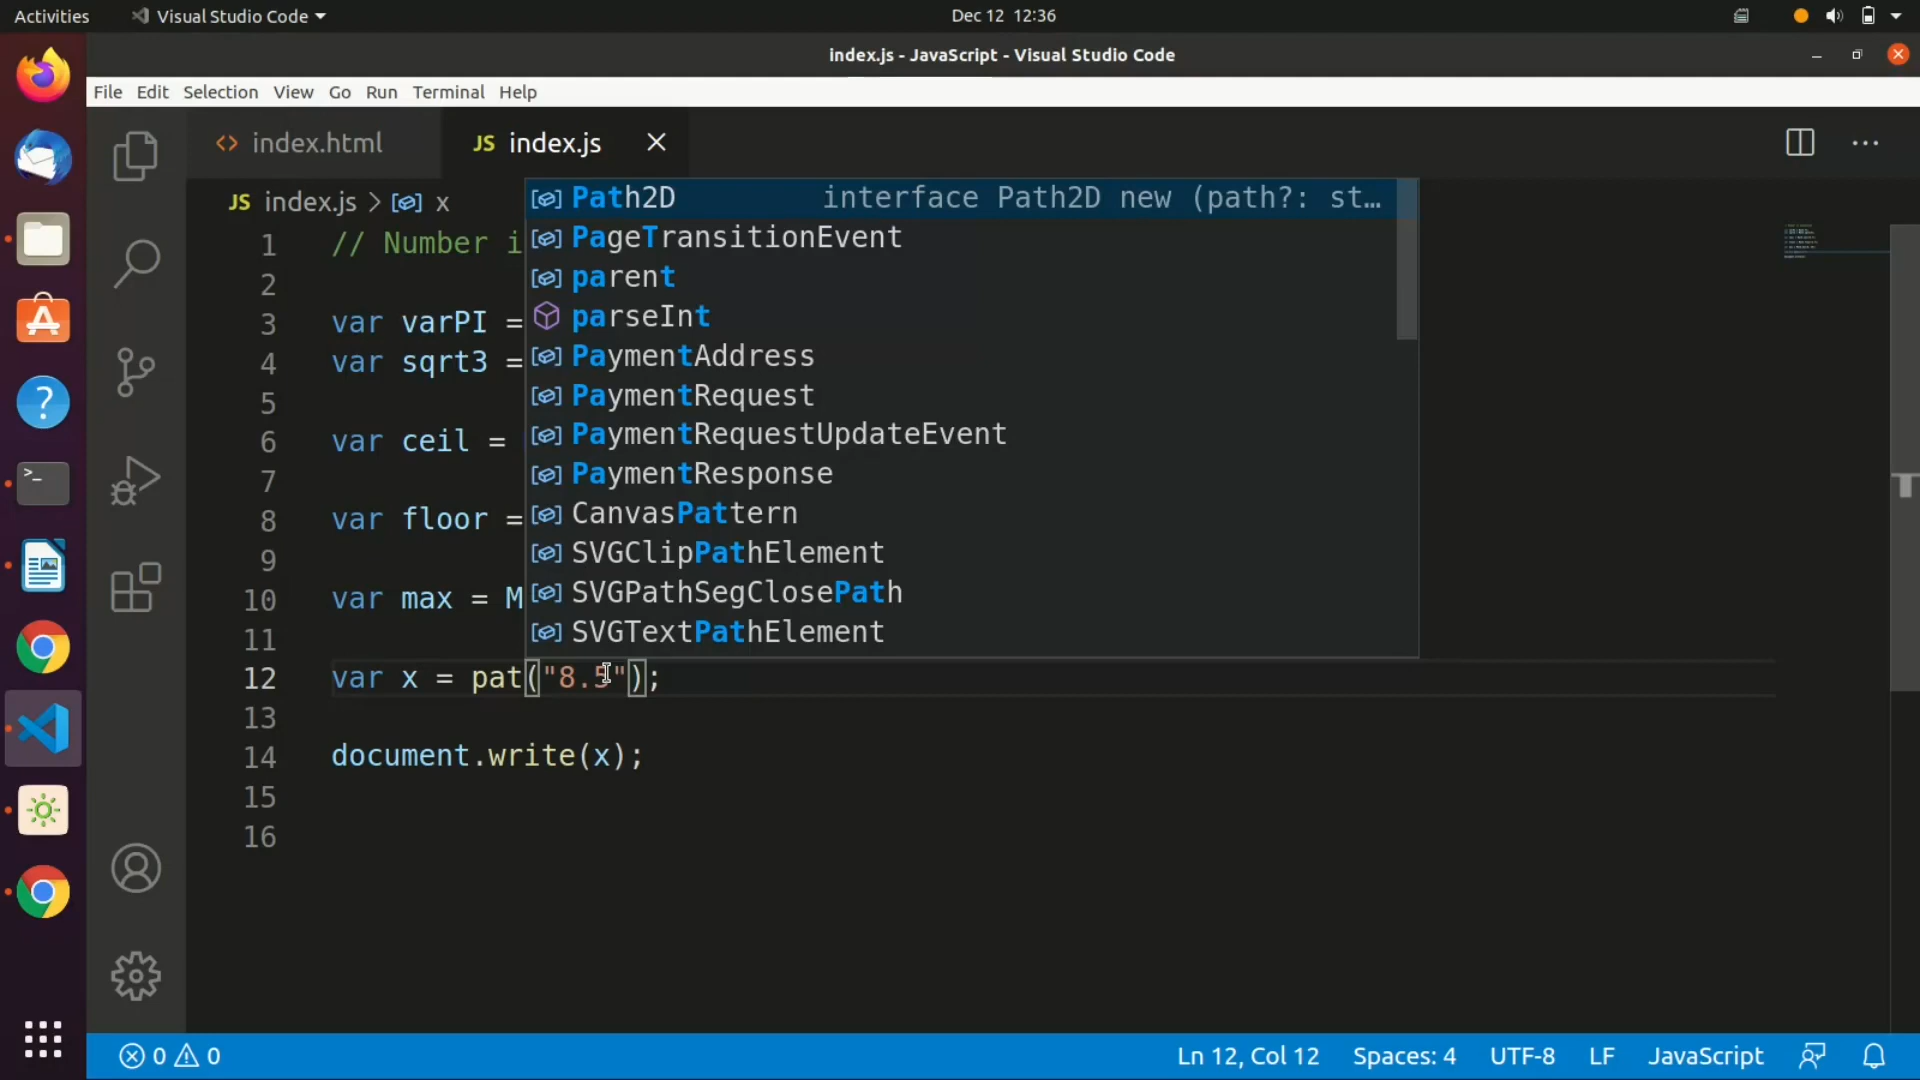 Activities
Visual Studio Code
Dec 12 12:36
index.js - JavaScript - Visual Studio Code
File Edit Selection View Go Run Terminal Help
<> index.html
JS index.js
JS index.js > x
1 // Number i
2
3 var varPI =
4 var sqrt3 =
5
6 var ceil =
7
8 var floor =
9
10 var max = M
11
12 var x = pat("8.5");
13
14 document.write(x);
15
16
Path2D interface Path2D new (path?: st…
PageTransitionEvent
parent
parseInt
PaymentAddress
PaymentRequest
PaymentRequestUpdateEvent
PaymentResponse
CanvasPattern
SVGClipPathElement
SVGPathSegClosePath
SVGTextPathElement
0 0
Ln 12, Col 12 Spaces: 4 UTF-8 LF JavaScript